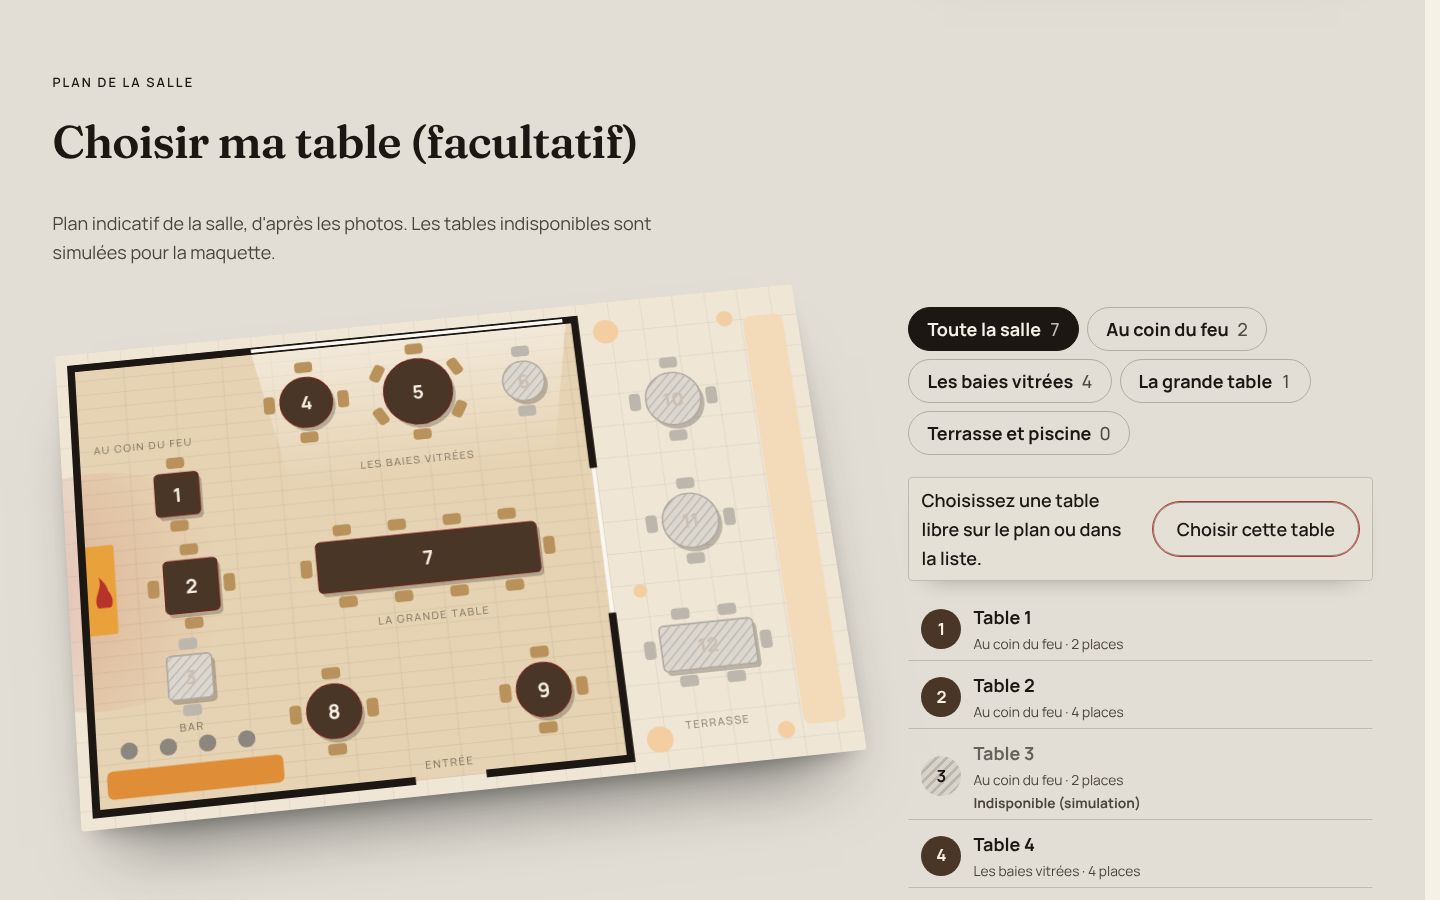 PLAN DE LA SALLE
Choisir ma table (facultatif)
Plan indicatif de la salle, d'après les photos. Les tables indisponibles sont
simulées pour la maquette.
4
5
6
10
AU COIN DU FEU
LES BAIES VITRÉES
1
11
2
7
LA GRANDE TABLE
3
12
8
9
BAR
TERRASSE
ENTRÉE
Toute la salle 7
Au coin du feu 2
Les baies vitrées 4
La grande table 1
Terrasse et piscine 0
Choisissez une table
libre sur le plan ou dans
la liste.
Choisir cette table
1
Table 1
Au coin du feu · 2 places
2
Table 2
Au coin du feu · 4 places
3
Table 3
Au coin du feu · 2 places
Indisponible (simulation)
4
Table 4
Les baies vitrées · 4 places